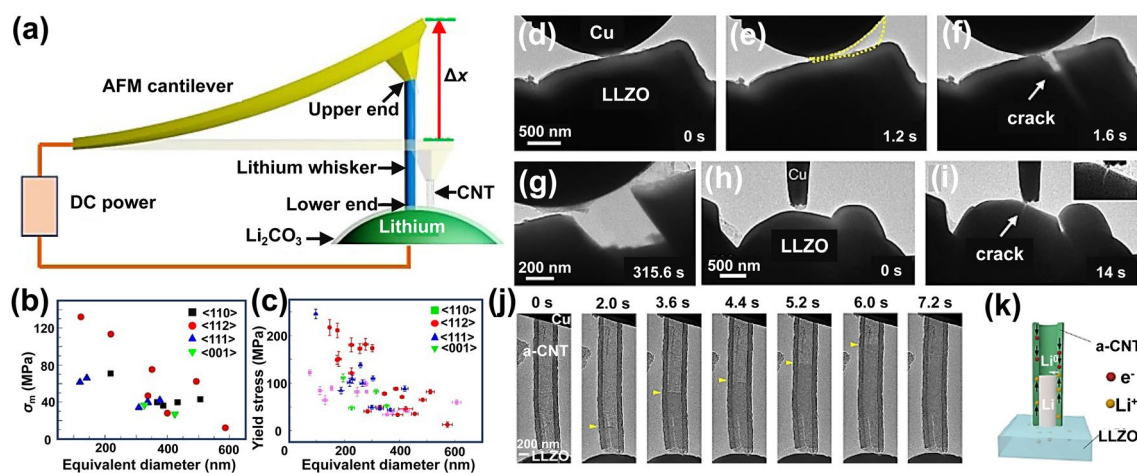 (a)
AFM cantilever
Δx
Upper end
Lithium whisker
DC power
CNT
Lower end
Lithium
Li₂CO₃
(b)
<110>
<112>
<111>
<001>
σm (MPa)
120
80
40
0
0 200 400 600
Equivalent diameter (nm)
(c)
<110>
<112>
<111>
<001>
Yield stress (MPa)
200
100
0
0 200 400 600
Equivalent diameter (nm)
(d)
Cu
LLZO
500 nm
0 s
(e)
1.2 s
(f)
crack
1.6 s
(g)
200 nm
315.6 s
(h)
Cu
LLZO
500 nm
0 s
(i)
crack
14 s
(j)
0 s 2.0 s 3.6 s 4.4 s 5.2 s 6.0 s 7.2 s
Cu
a-CNT
200 nm
LLZO
(k)
a-CNT
Li⁰
e⁻
Li
Li⁺
LLZO